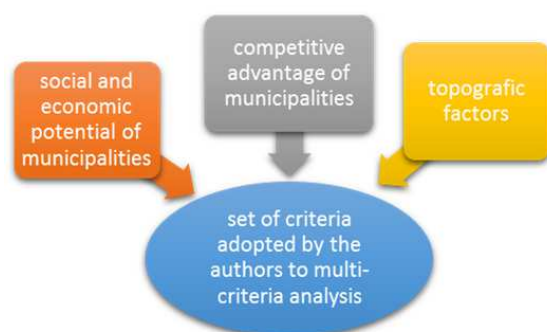 social and
economic
potential of
municipalities
competitive
advantage of
municipalities
topografic
factors
set of criteria
adopted by the
authors to multi-
criteria analysis